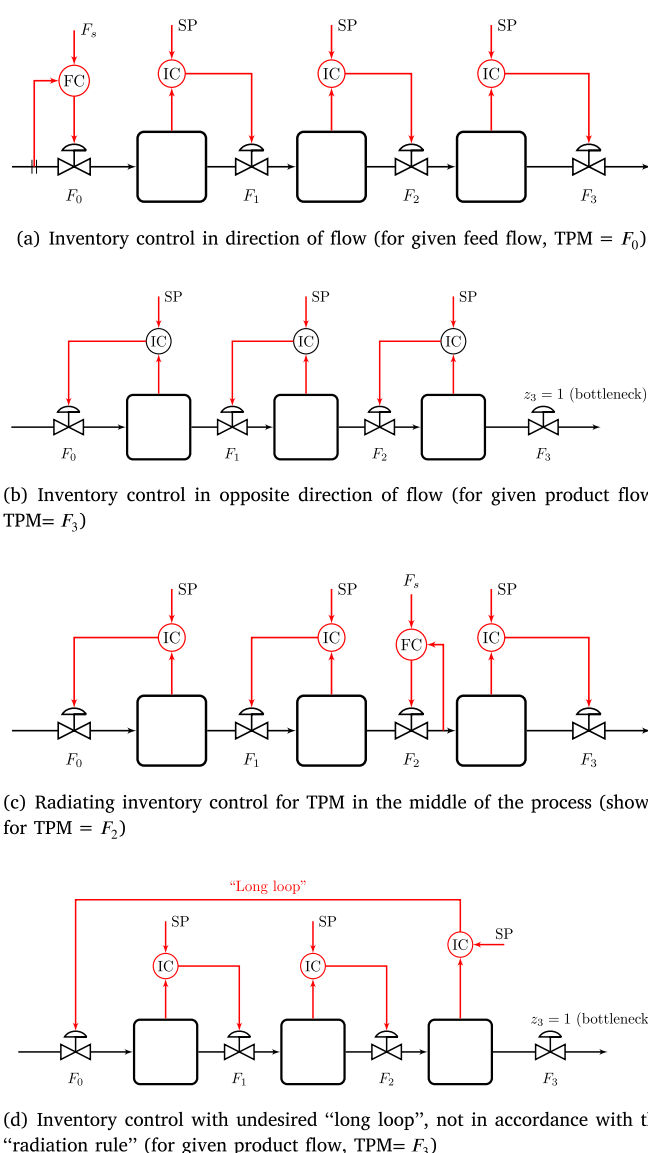 F_s SP SP SP
FC IC IC IC
F_0 F_1 F_2 F_3
(a) Inventory control in direction of flow (for given feed flow, TPM = F_0)
SP SP SP
IC IC IC
z_3 = 1 (bottleneck)
F_0 F_1 F_2 F_3
(b) Inventory control in opposite direction of flow (for given product flow
TPM= F_3)
SP SP F_s SP
IC IC FC IC
F_0 F_1 F_2 F_3
(c) Radiating inventory control for TPM in the middle of the process (show
for TPM = F_2)
“Long loop”
SP SP SP
IC IC IC
z_3 = 1 (bottleneck
F_0 F_1 F_2 F_3
(d) Inventory control with undesired “long loop”, not in accordance with t
“radiation rule” (for given product flow, TPM= F_3)